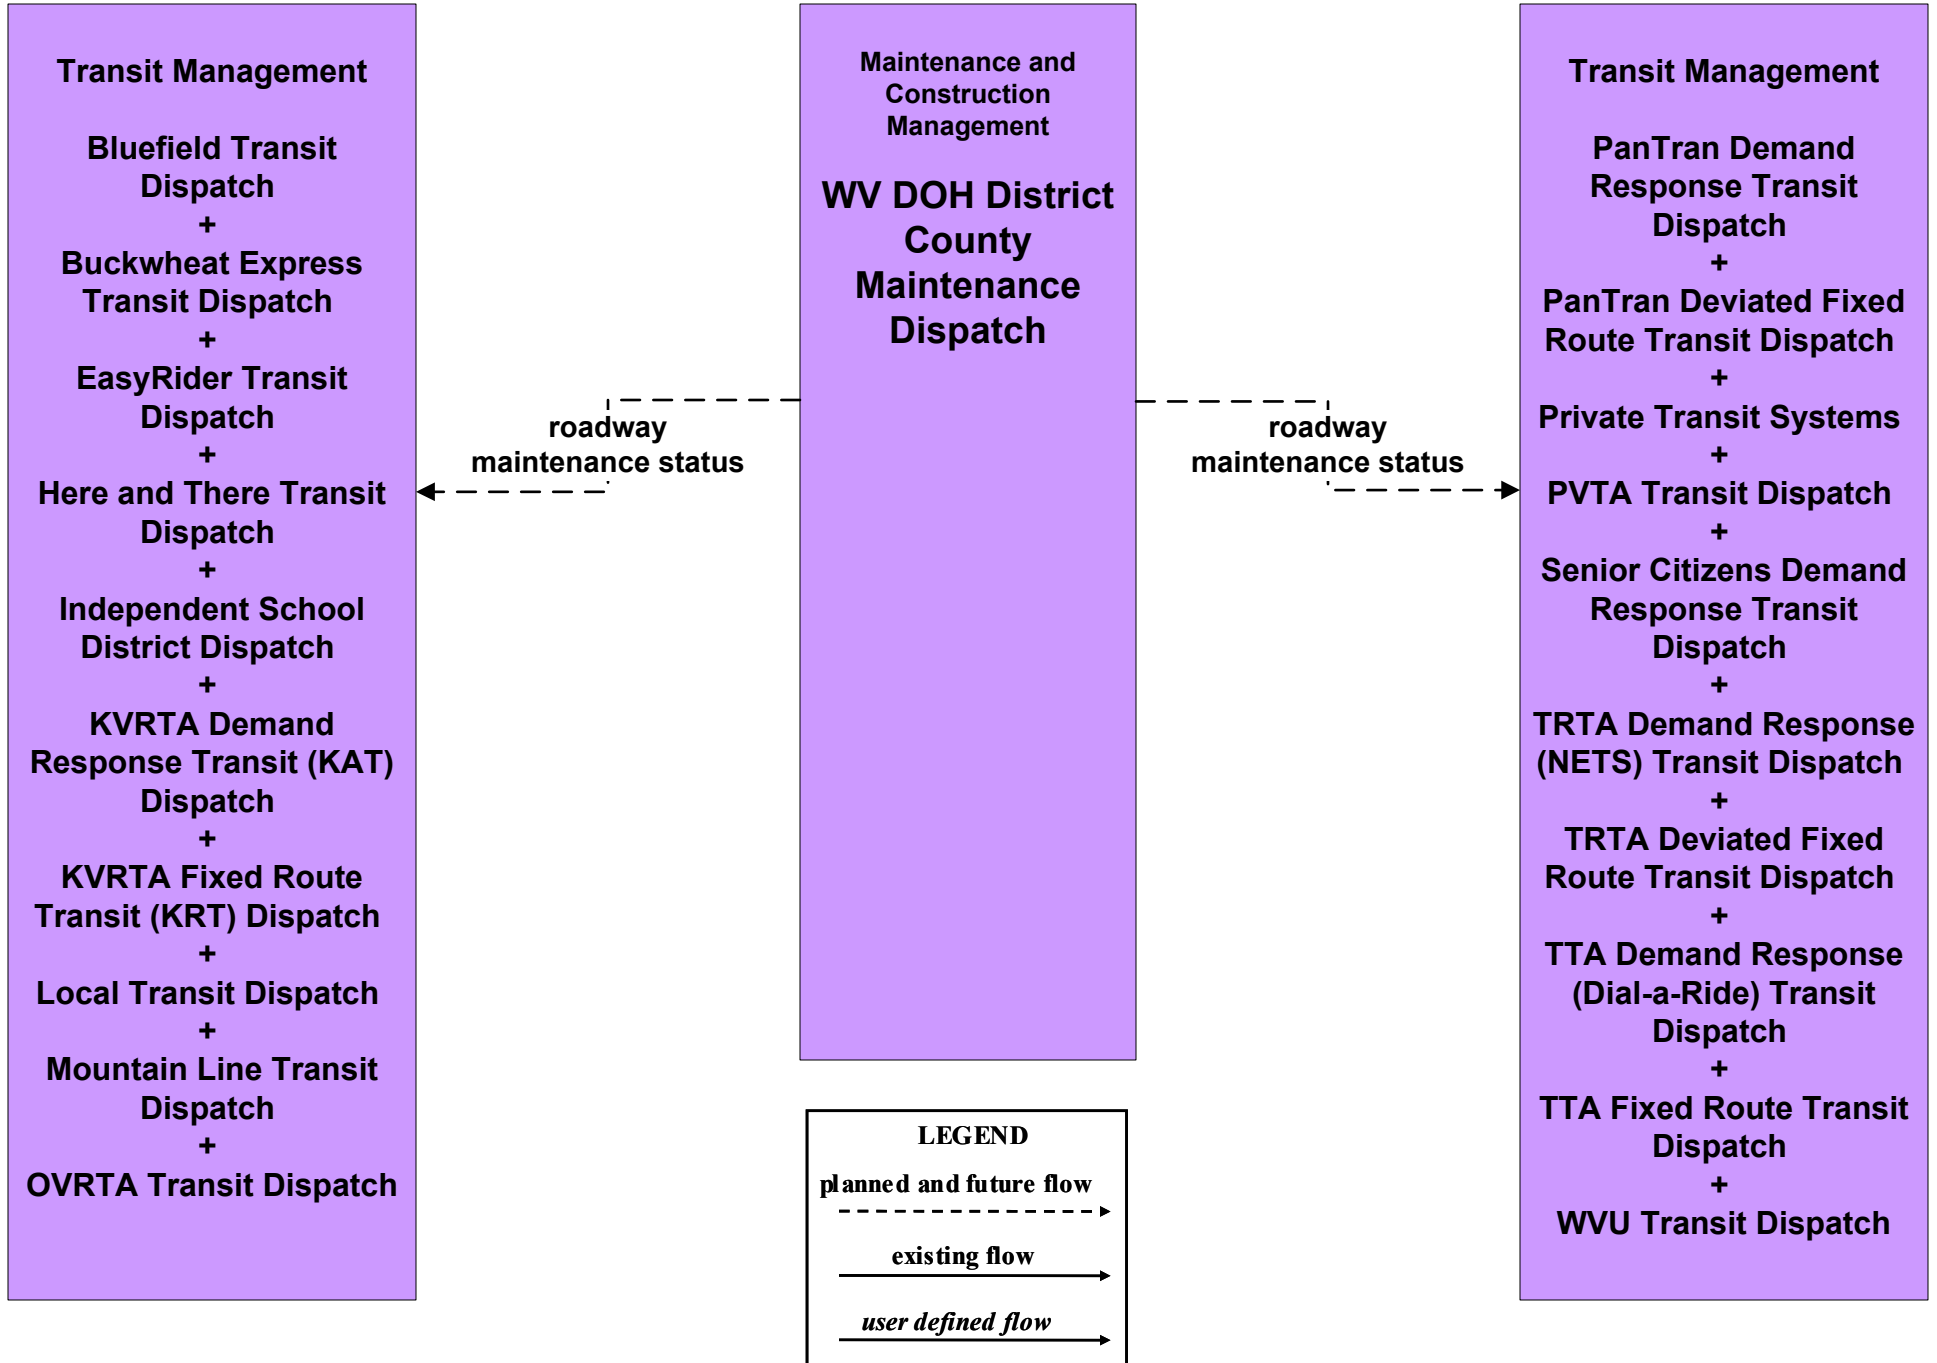 Transit Management
Bluefield Transit
Dispatch
+
Buckwheat Express
Transit Dispatch
+
EasyRider Transit
Dispatch
+
Here and There Transit
Dispatch
+
Independent School
District Dispatch
+
KVRTA Demand
Response Transit (KAT)
Dispatch
+
KVRTA Fixed Route
Transit (KRT) Dispatch
+
Local Transit Dispatch
+
Mountain Line Transit
Dispatch
+
OVRTA Transit Dispatch
roadway
maintenance status
Maintenance and
Construction
Management
WV DOH District
County
Maintenance
Dispatch
roadway
maintenance status
Transit Management
PanTran Demand
Response Transit
Dispatch
+
PanTran Deviated Fixed
Route Transit Dispatch
+
Private Transit Systems
+
PVTA Transit Dispatch
+
Senior Citizens Demand
Response Transit
Dispatch
+
TRTA Demand Response
(NETS) Transit Dispatch
+
TRTA Deviated Fixed
Route Transit Dispatch
+
TTA Demand Response
(Dial-a-Ride) Transit
Dispatch
+
TTA Fixed Route Transit
Dispatch
+
WVU Transit Dispatch
LEGEND
planned and future flow
existing flow
user defined flow